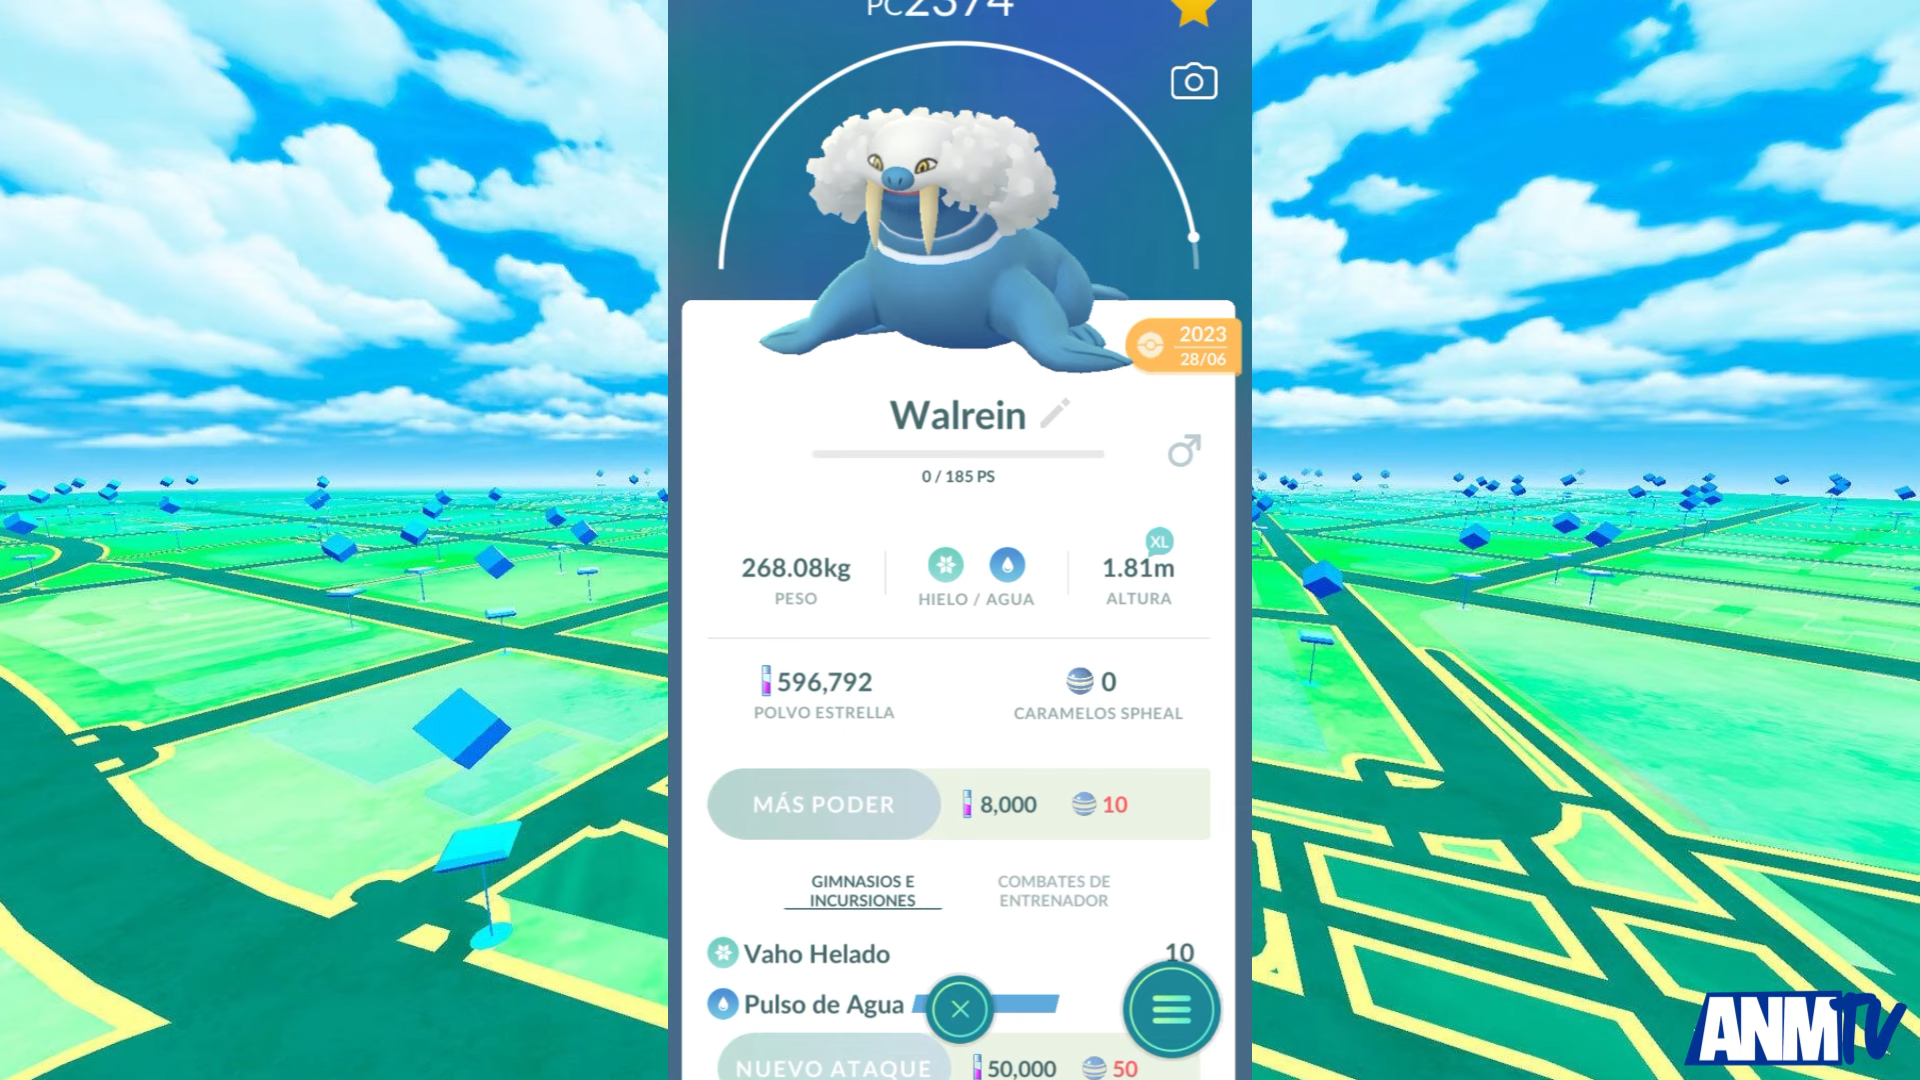 PC2374
2023
28/06
Walrein
0 / 185 PS
XL
268.08kg
1.81m
PESO
HIELO / AGUA
ALTURA
596,792
0
POLVO ESTRELLA
CARAMELOS SPHEAL
MÁS PODER
8,000
10
GIMNASIOS E
INCURSIONES
COMBATES DE
ENTRENADOR
Vaho Helado
10
Pulso de Agua
NUEVO ATAQUE
50,000
50
ANMTV